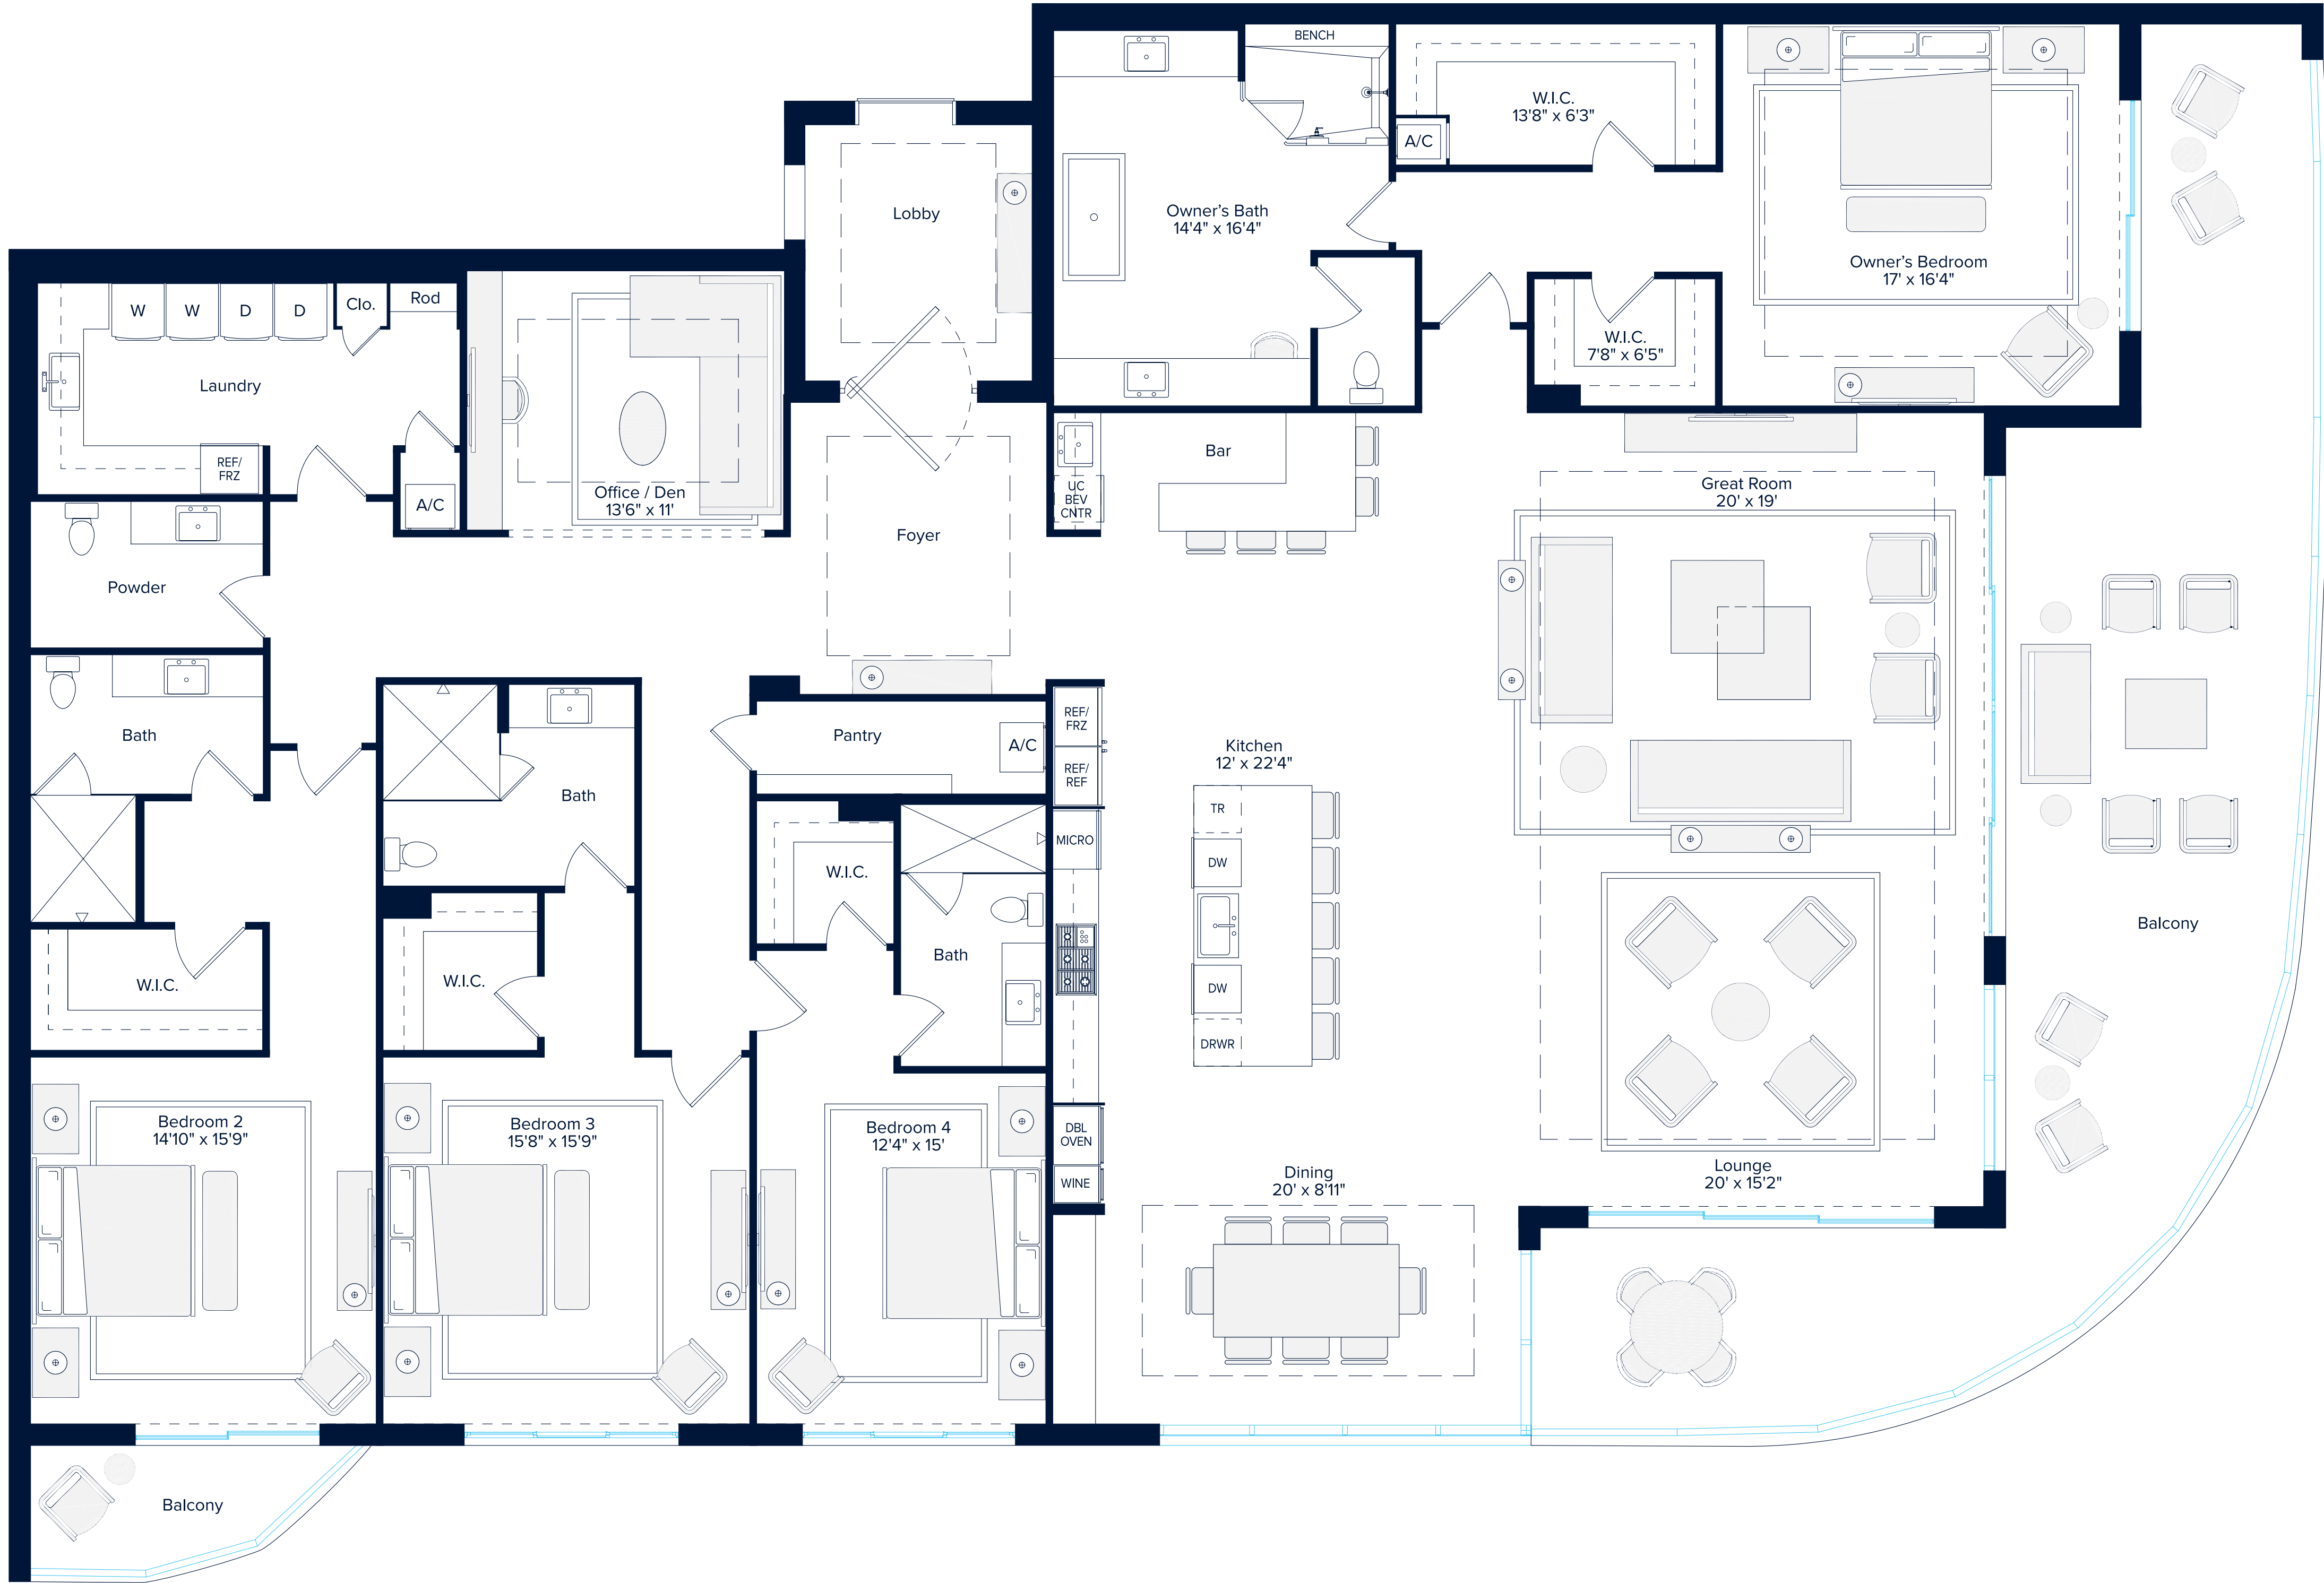 BENCH
W.I.C.
13'8" x 6'3"
A/C
Lobby
Owner's Bath
14'4" x 16'4"
Owner's Bedroom
17' x 16'4"
W
W
D
D
Clo.
Rod
W.I.C.
7'8" x 6'5"
Laundry
REF/
FRZ
A/C
Office / Den
13'6" x 11'
Foyer
UC
BEV
CNTR
Bar
Great Room
20' x 19'
Powder
Bath
Bath
Pantry
A/C
REF/
FRZ
REF/
REF
Kitchen
12' x 22'4"
TR
MICRO
DW
W.I.C.
Bath
W.I.C.
W.I.C.
DW
DRWR
Balcony
Bedroom 2
14'10" x 15'9"
Bedroom 3
15'8" x 15'9"
Bedroom 4
12'4" x 15'
DBL
OVEN
WINE
Dining
20' x 8'11"
Lounge
20' x 15'2"
Balcony